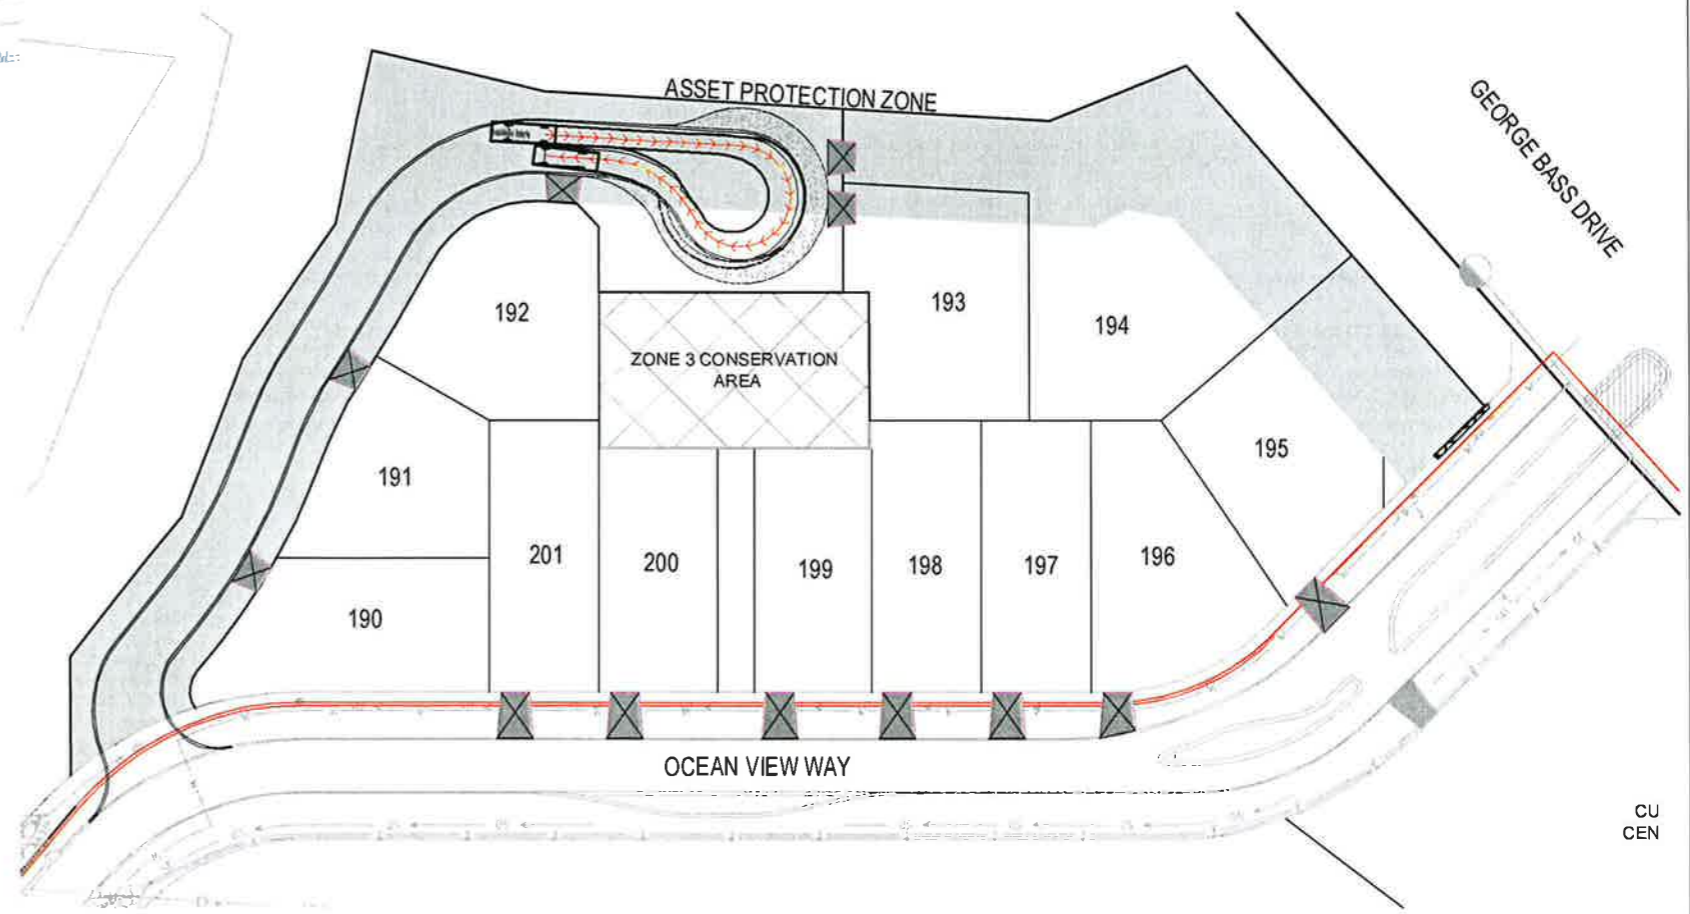 ASSET PROTECTION ZONE
GEORGE BASS DRIVE
192
193
194
ZONE 3 CONSERVATION
AREA
191
195
201
200
199
198
197
196
190
OCEAN VIEW WAY
CU
CEN